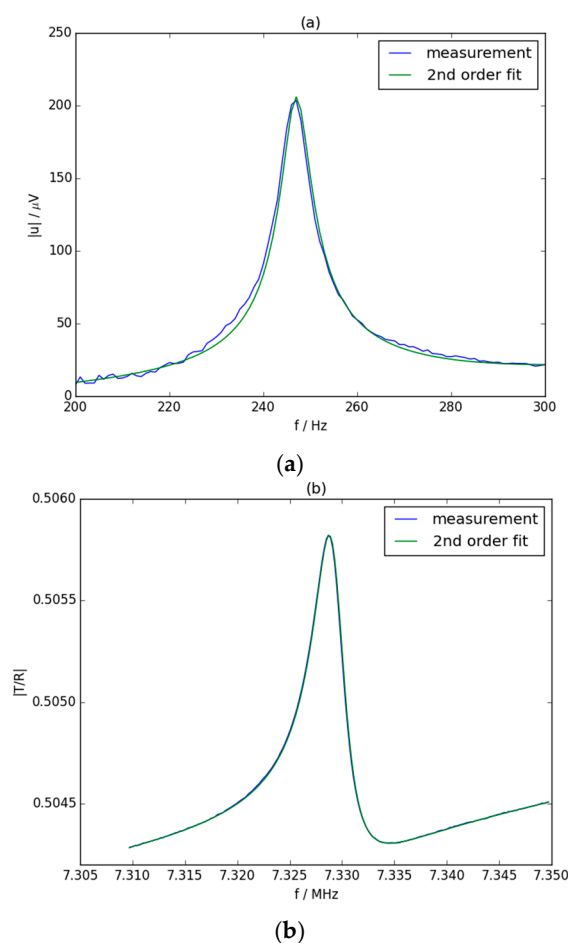 (a)
250
200
150
100
50
0
|u| / μV
measurement
2nd order fit
200 220 240 260 280 300
f / Hz
(a)
(b)
0.5060
0.5055
0.5050
0.5045
|T/R|
measurement
2nd order fit
7.305 7.310 7.315 7.320 7.325 7.330 7.335 7.340 7.345 7.350
f / MHz
(b)